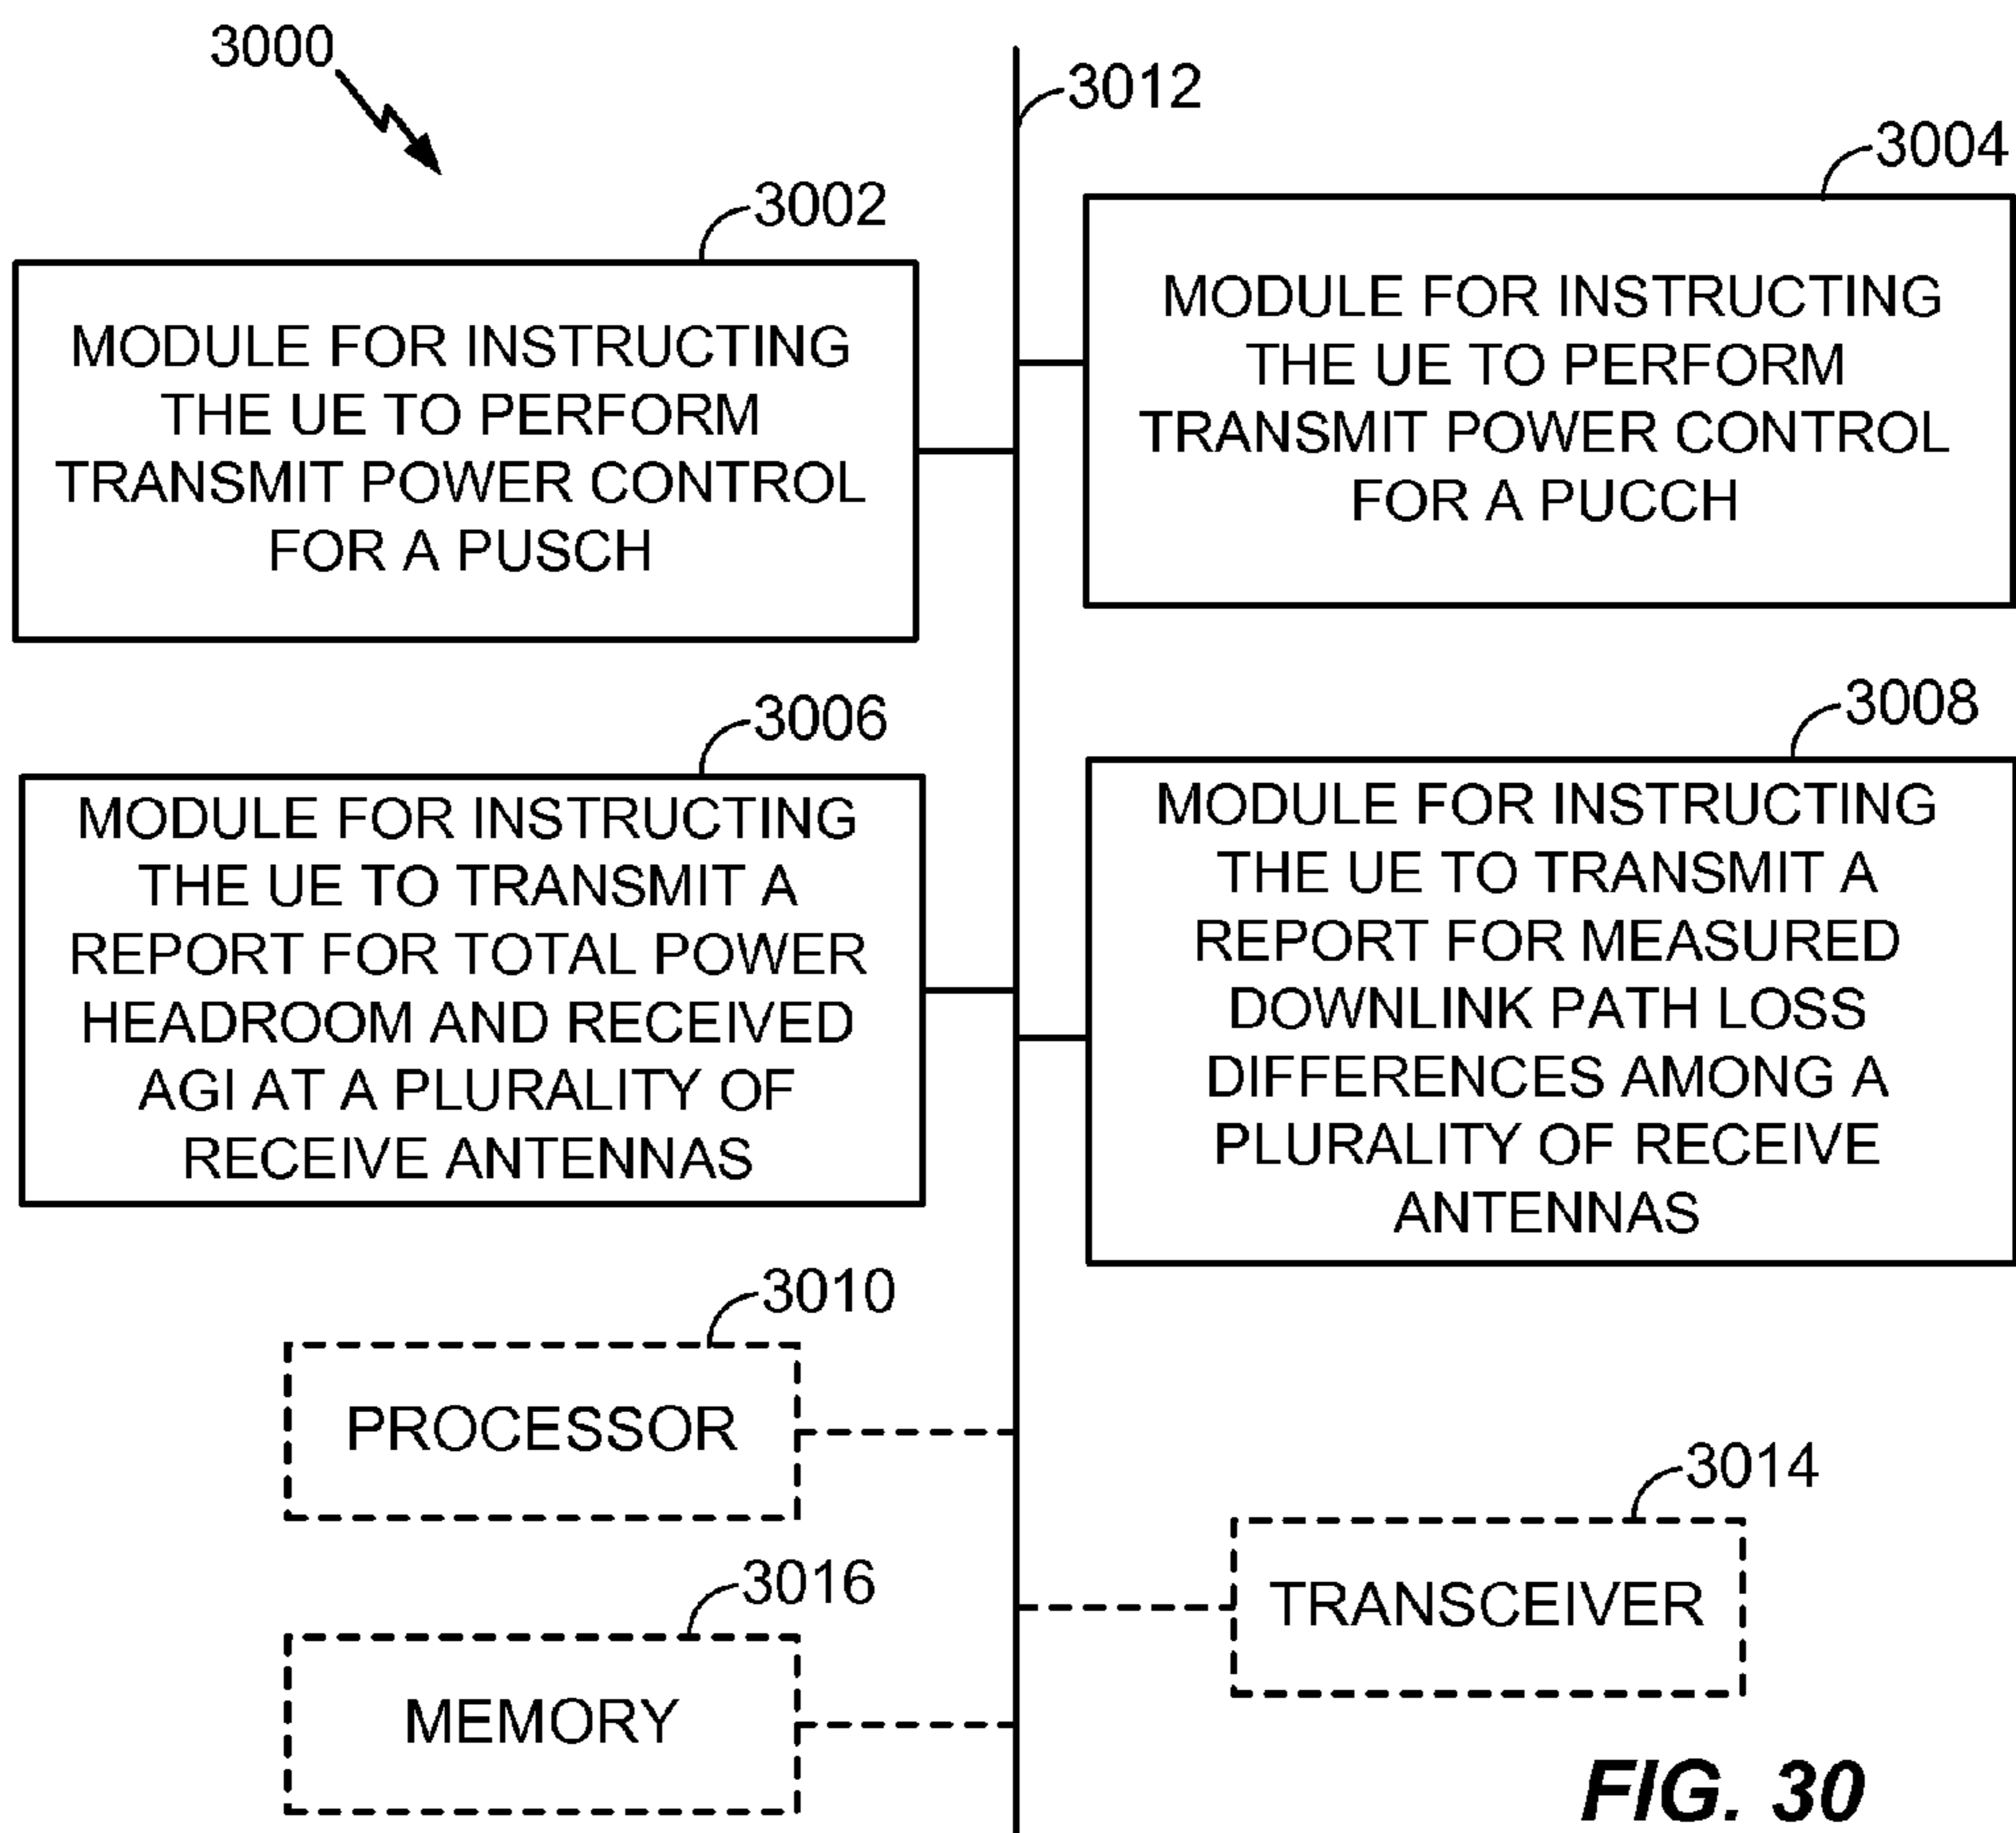 3000
3012
3004
3002
MODULE FOR INSTRUCTING
THE UE TO PERFORM
TRANSMIT POWER CONTROL
FOR A PUSCH
MODULE FOR INSTRUCTING
THE UE TO PERFORM
TRANSMIT POWER CONTROL
FOR A PUCCH
3006
MODULE FOR INSTRUCTING
THE UE TO TRANSMIT A
REPORT FOR TOTAL POWER
HEADROOM AND RECEIVED
AGI AT A PLURALITY OF
RECEIVE ANTENNAS
3008
MODULE FOR INSTRUCTING
THE UE TO TRANSMIT A
REPORT FOR MEASURED
DOWNLINK PATH LOSS
DIFFERENCES AMONG A
PLURALITY OF RECEIVE
ANTENNAS
3010
PROCESSOR
3014
TRANSCEIVER
3016
MEMORY
FIG. 30